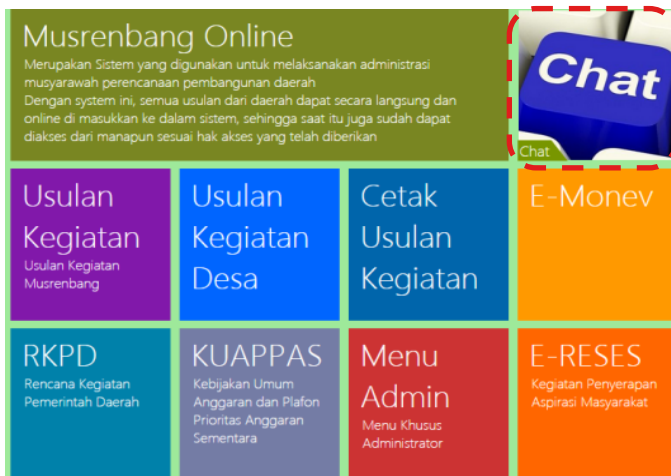 Musrenbang Online
Merupakan Sistem yang digunakan untuk melaksanakan administrasi
musyarawah perencanaan pembangunan daerah
Dengan system ini, semua usulan dari daerah dapat secara langsung dan
online di masukkan ke dalam sistem, sehingga saat itu juga sudah dapat
diakses dari manapun sesuai hak akses yang telah diberikan
Chat
Chat
Usulan
Kegiatan
Usulan Kegiatan
Musrenbang
Usulan
Kegiatan
Desa
Cetak
Usulan
Kegiatan
E-Monev
RKPD
Rencana Kegiatan
Pemerintah Daerah
KUAPPAS
Kebijakan Umum
Anggaran dan Plafon
Prioritas Anggaran
Sementara
Menu
Admin
Menu Khusus
Administrator
E-RESES
Kegiatan Penyerapan
Aspirasi Masyarakat